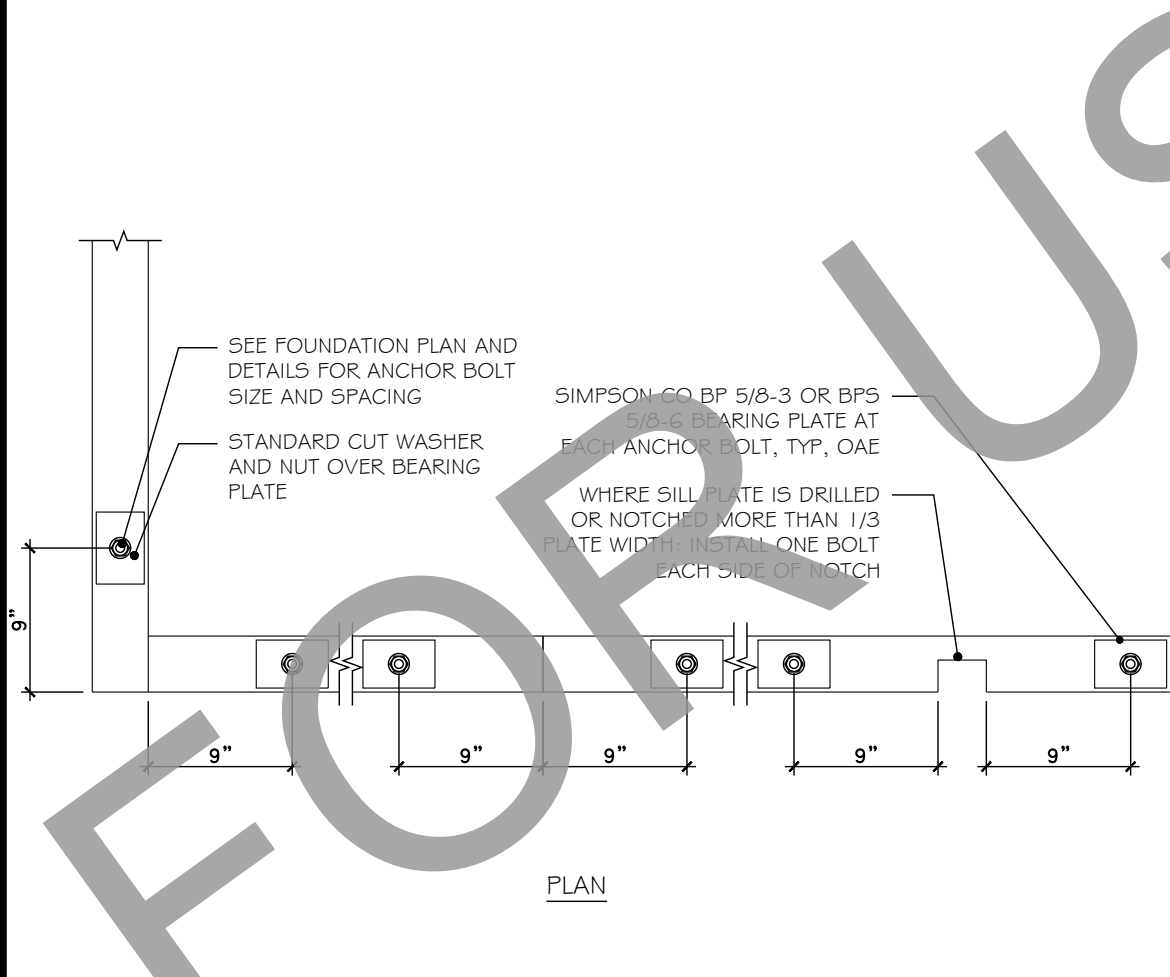 SEE FOUNDATION PLAN AND
DETAILS FOR ANCHOR BOLT
SIZE AND SPACING
STANDARD CUT WASHER
AND NUT OVER BEARING
PLATE
SIMPSON CO BP 5/8-3 OR BPS
5/8-6 BEARING PLATE AT
EACH ANCHOR BOLT, TYP, OAE
WHERE SILL PLATE IS DRILLED
OR NOTCHED MORE THAN 1/3
PLATE WIDTH: INSTALL ONE BOLT
EACH SIDE OF NOTCH
9"
9"
9"
9"
9"
9"
PLAN
FOR US